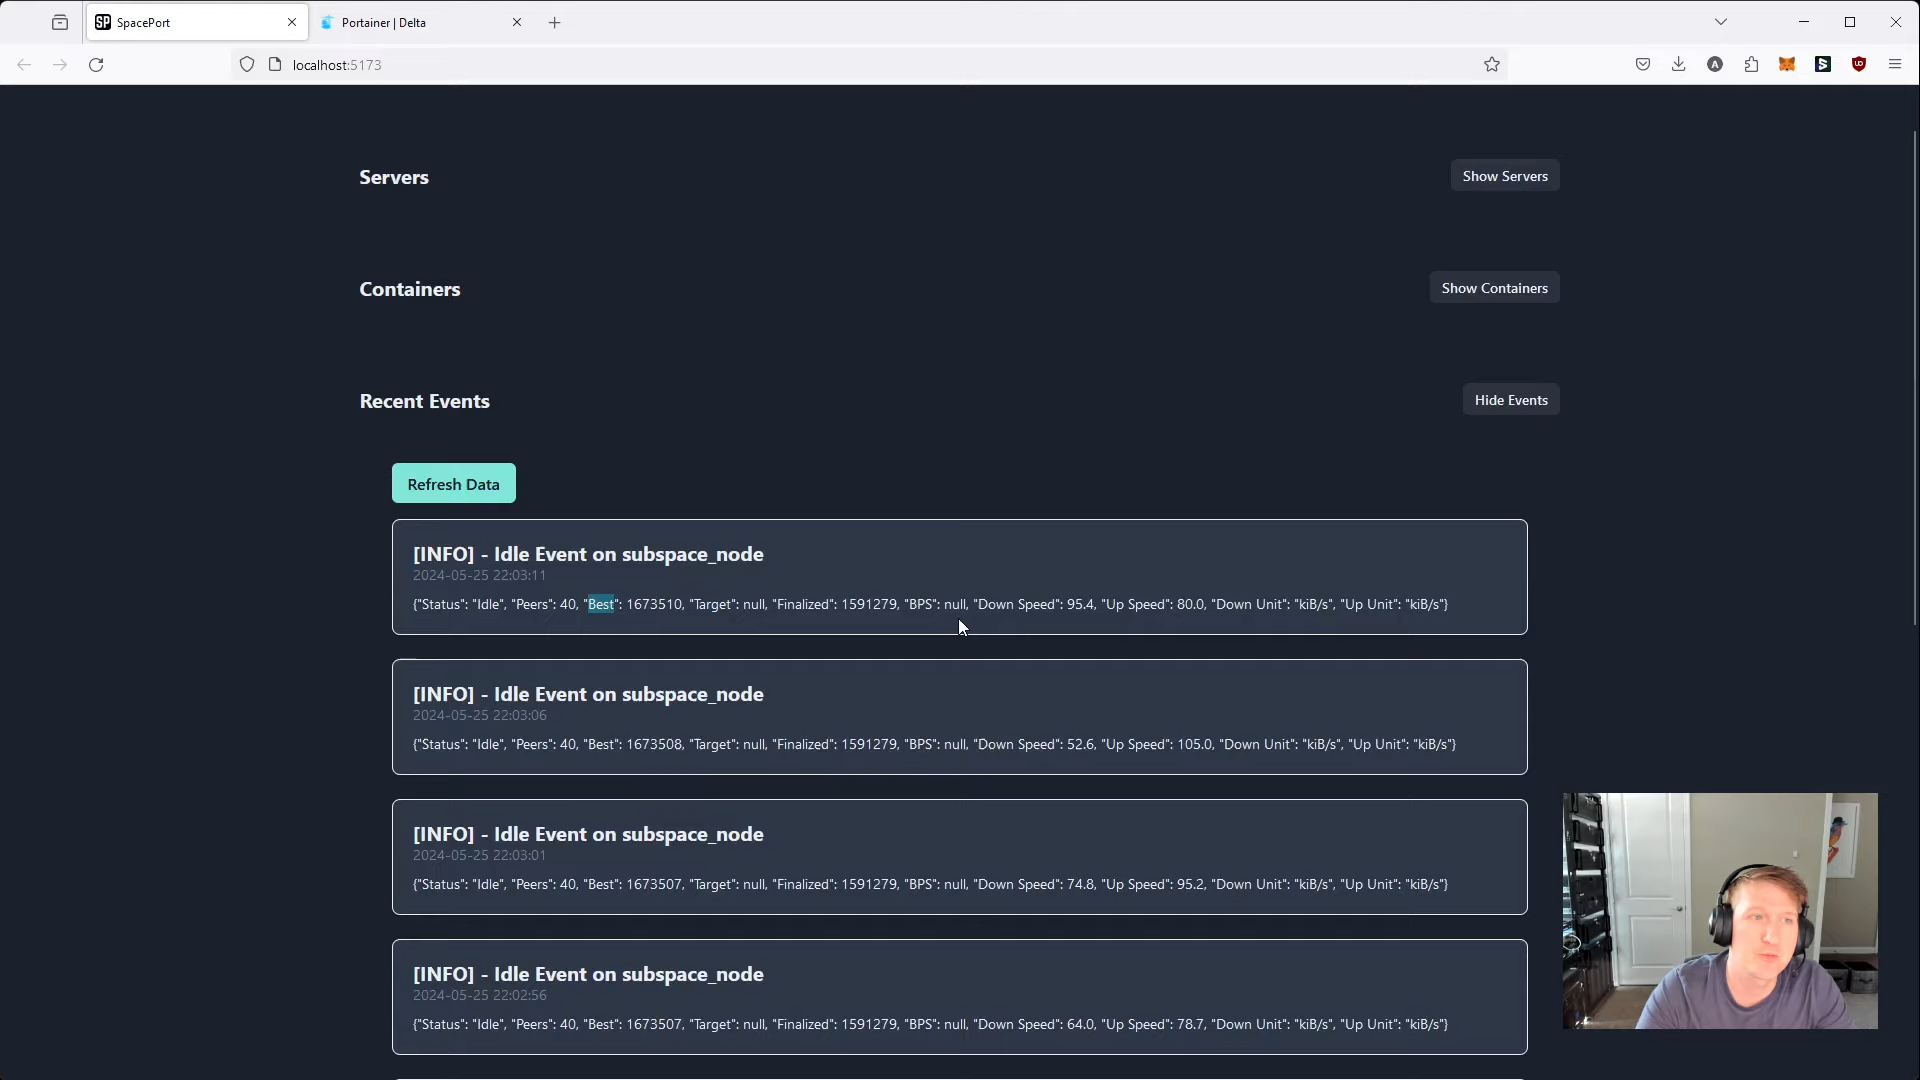 SpacePort
Portainer | Delta
localhost:5173
Servers
Show Servers
Containers
Show Containers
Recent Events
Hide Events
Refresh Data
[INFO] - Idle Event on subspace_node
2024-05-25 22:03:11
{"Status": "Idle", "Peers": 40, "Best": 1673510, "Target": null, "Finalized": 1591279, "BPS": null, "Down Speed": 95.4, "Up Speed": 80.0, "Down Unit": "kiB/s", "Up Unit": "kiB/s"}
[INFO] - Idle Event on subspace_node
2024-05-25 22:03:06
{"Status": "Idle", "Peers": 40, "Best": 1673508, "Target": null, "Finalized": 1591279, "BPS": null, "Down Speed": 52.6, "Up Speed": 105.0, "Down Unit": "kiB/s", "Up Unit": "kiB/s"}
[INFO] - Idle Event on subspace_node
2024-05-25 22:03:01
{"Status": "Idle", "Peers": 40, "Best": 1673507, "Target": null, "Finalized": 1591279, "BPS": null, "Down Speed": 74.8, "Up Speed": 95.2, "Down Unit": "kiB/s", "Up Unit": "kiB/s"}
[INFO] - Idle Event on subspace_node
2024-05-25 22:02:56
{"Status": "Idle", "Peers": 40, "Best": 1673507, "Target": null, "Finalized": 1591279, "BPS": null, "Down Speed": 64.0, "Up Speed": 78.7, "Down Unit": "kiB/s", "Up Unit": "kiB/s"}